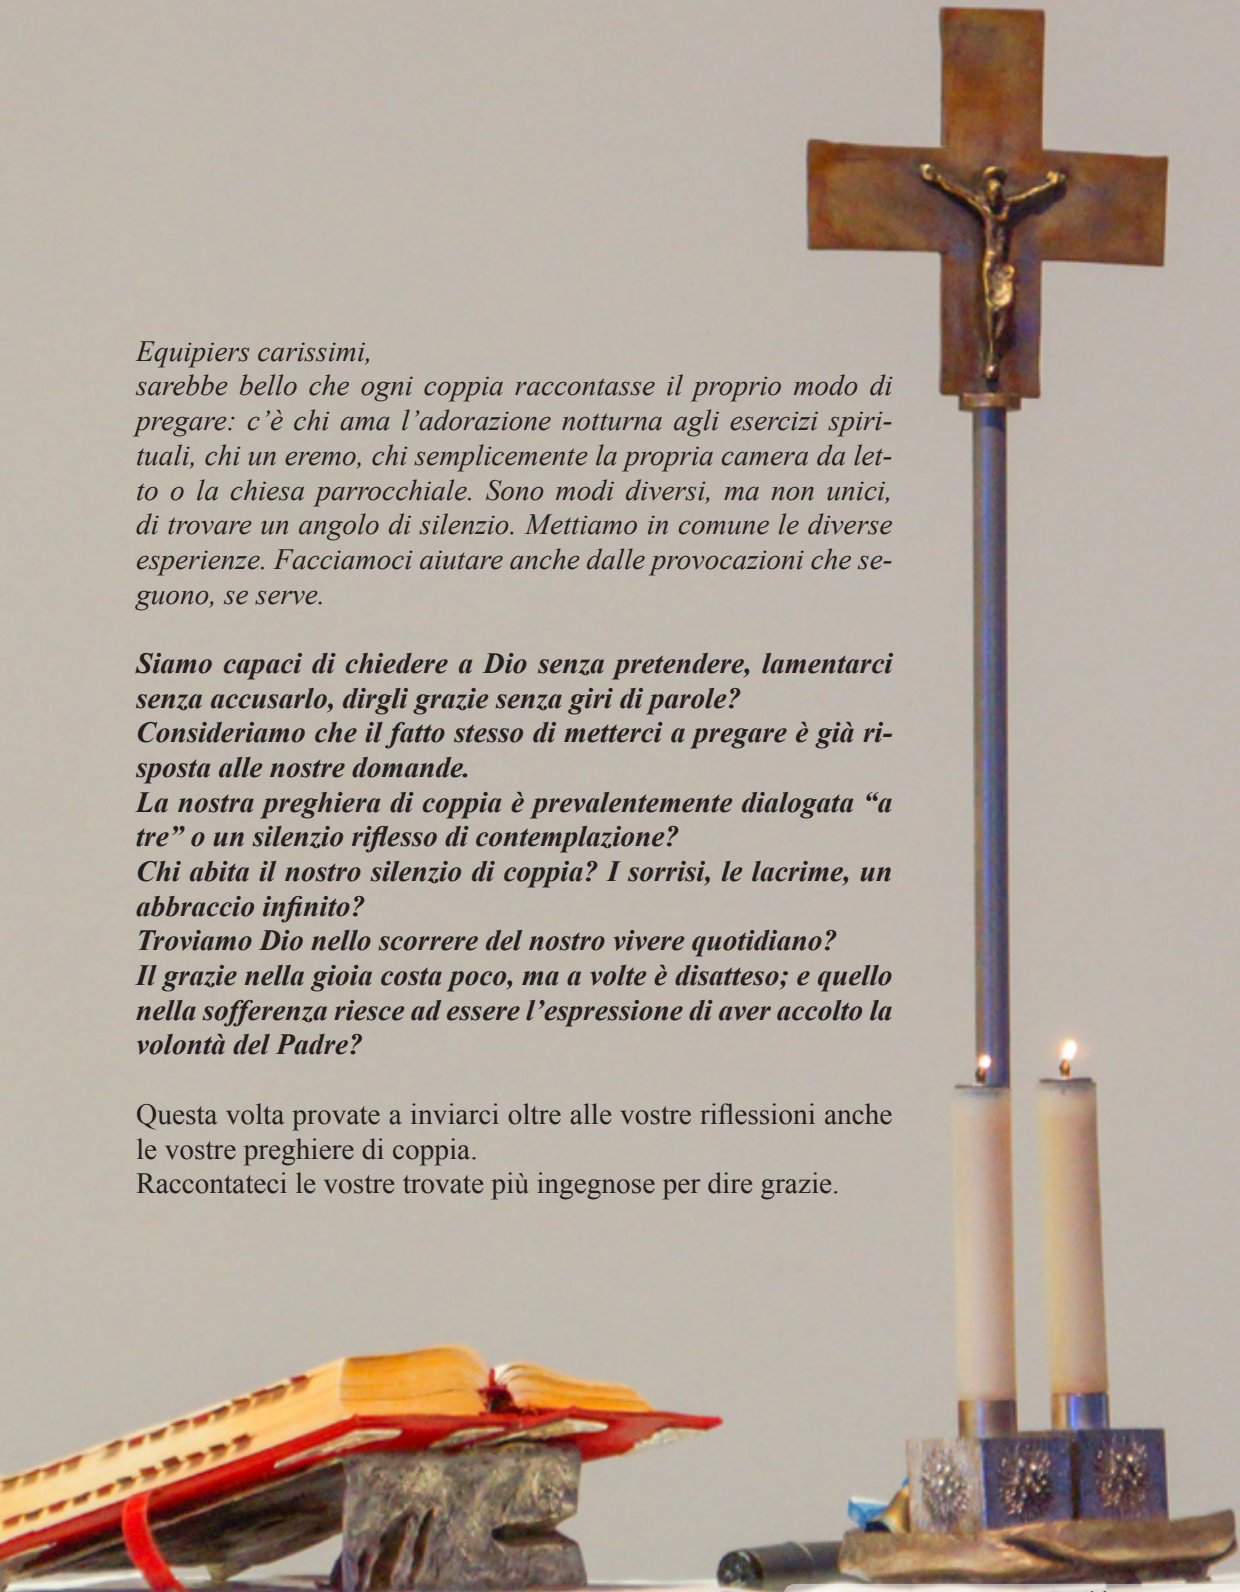 Equipiers carissimi,
sarebbe bello che ogni coppia raccontasse il proprio modo di
pregare: c’è chi ama l’adorazione notturna agli esercizi spiri-
tuali, chi un eremo, chi semplicemente la propria camera da let-
to o la chiesa parrocchiale. Sono modi diversi, ma non unici,
di trovare un angolo di silenzio. Mettiamo in comune le diverse
esperienze. Facciamoci aiutare anche dalle provocazioni che se-
guono, se serve.
Siamo capaci di chiedere a Dio senza pretendere, lamentarci
senza accusarlo, dirgli grazie senza giri di parole?
Consideriamo che il fatto stesso di metterci a pregare è già ri-
sposta alle nostre domande.
La nostra preghiera di coppia è prevalentemente dialogata “a
tre” o un silenzio riflesso di contemplazione?
Chi abita il nostro silenzio di coppia? I sorrisi, le lacrime, un
abbraccio infinito?
Troviamo Dio nello scorrere del nostro vivere quotidiano?
Il grazie nella gioia costa poco, ma a volte è disatteso; e quello
nella sofferenza riesce ad essere l’espressione di aver accolto la
volontà del Padre?
Questa volta provate a inviarci oltre alle vostre riflessioni anche
le vostre preghiere di coppia.
Raccontateci le vostre trovate più ingegnose per dire grazie.